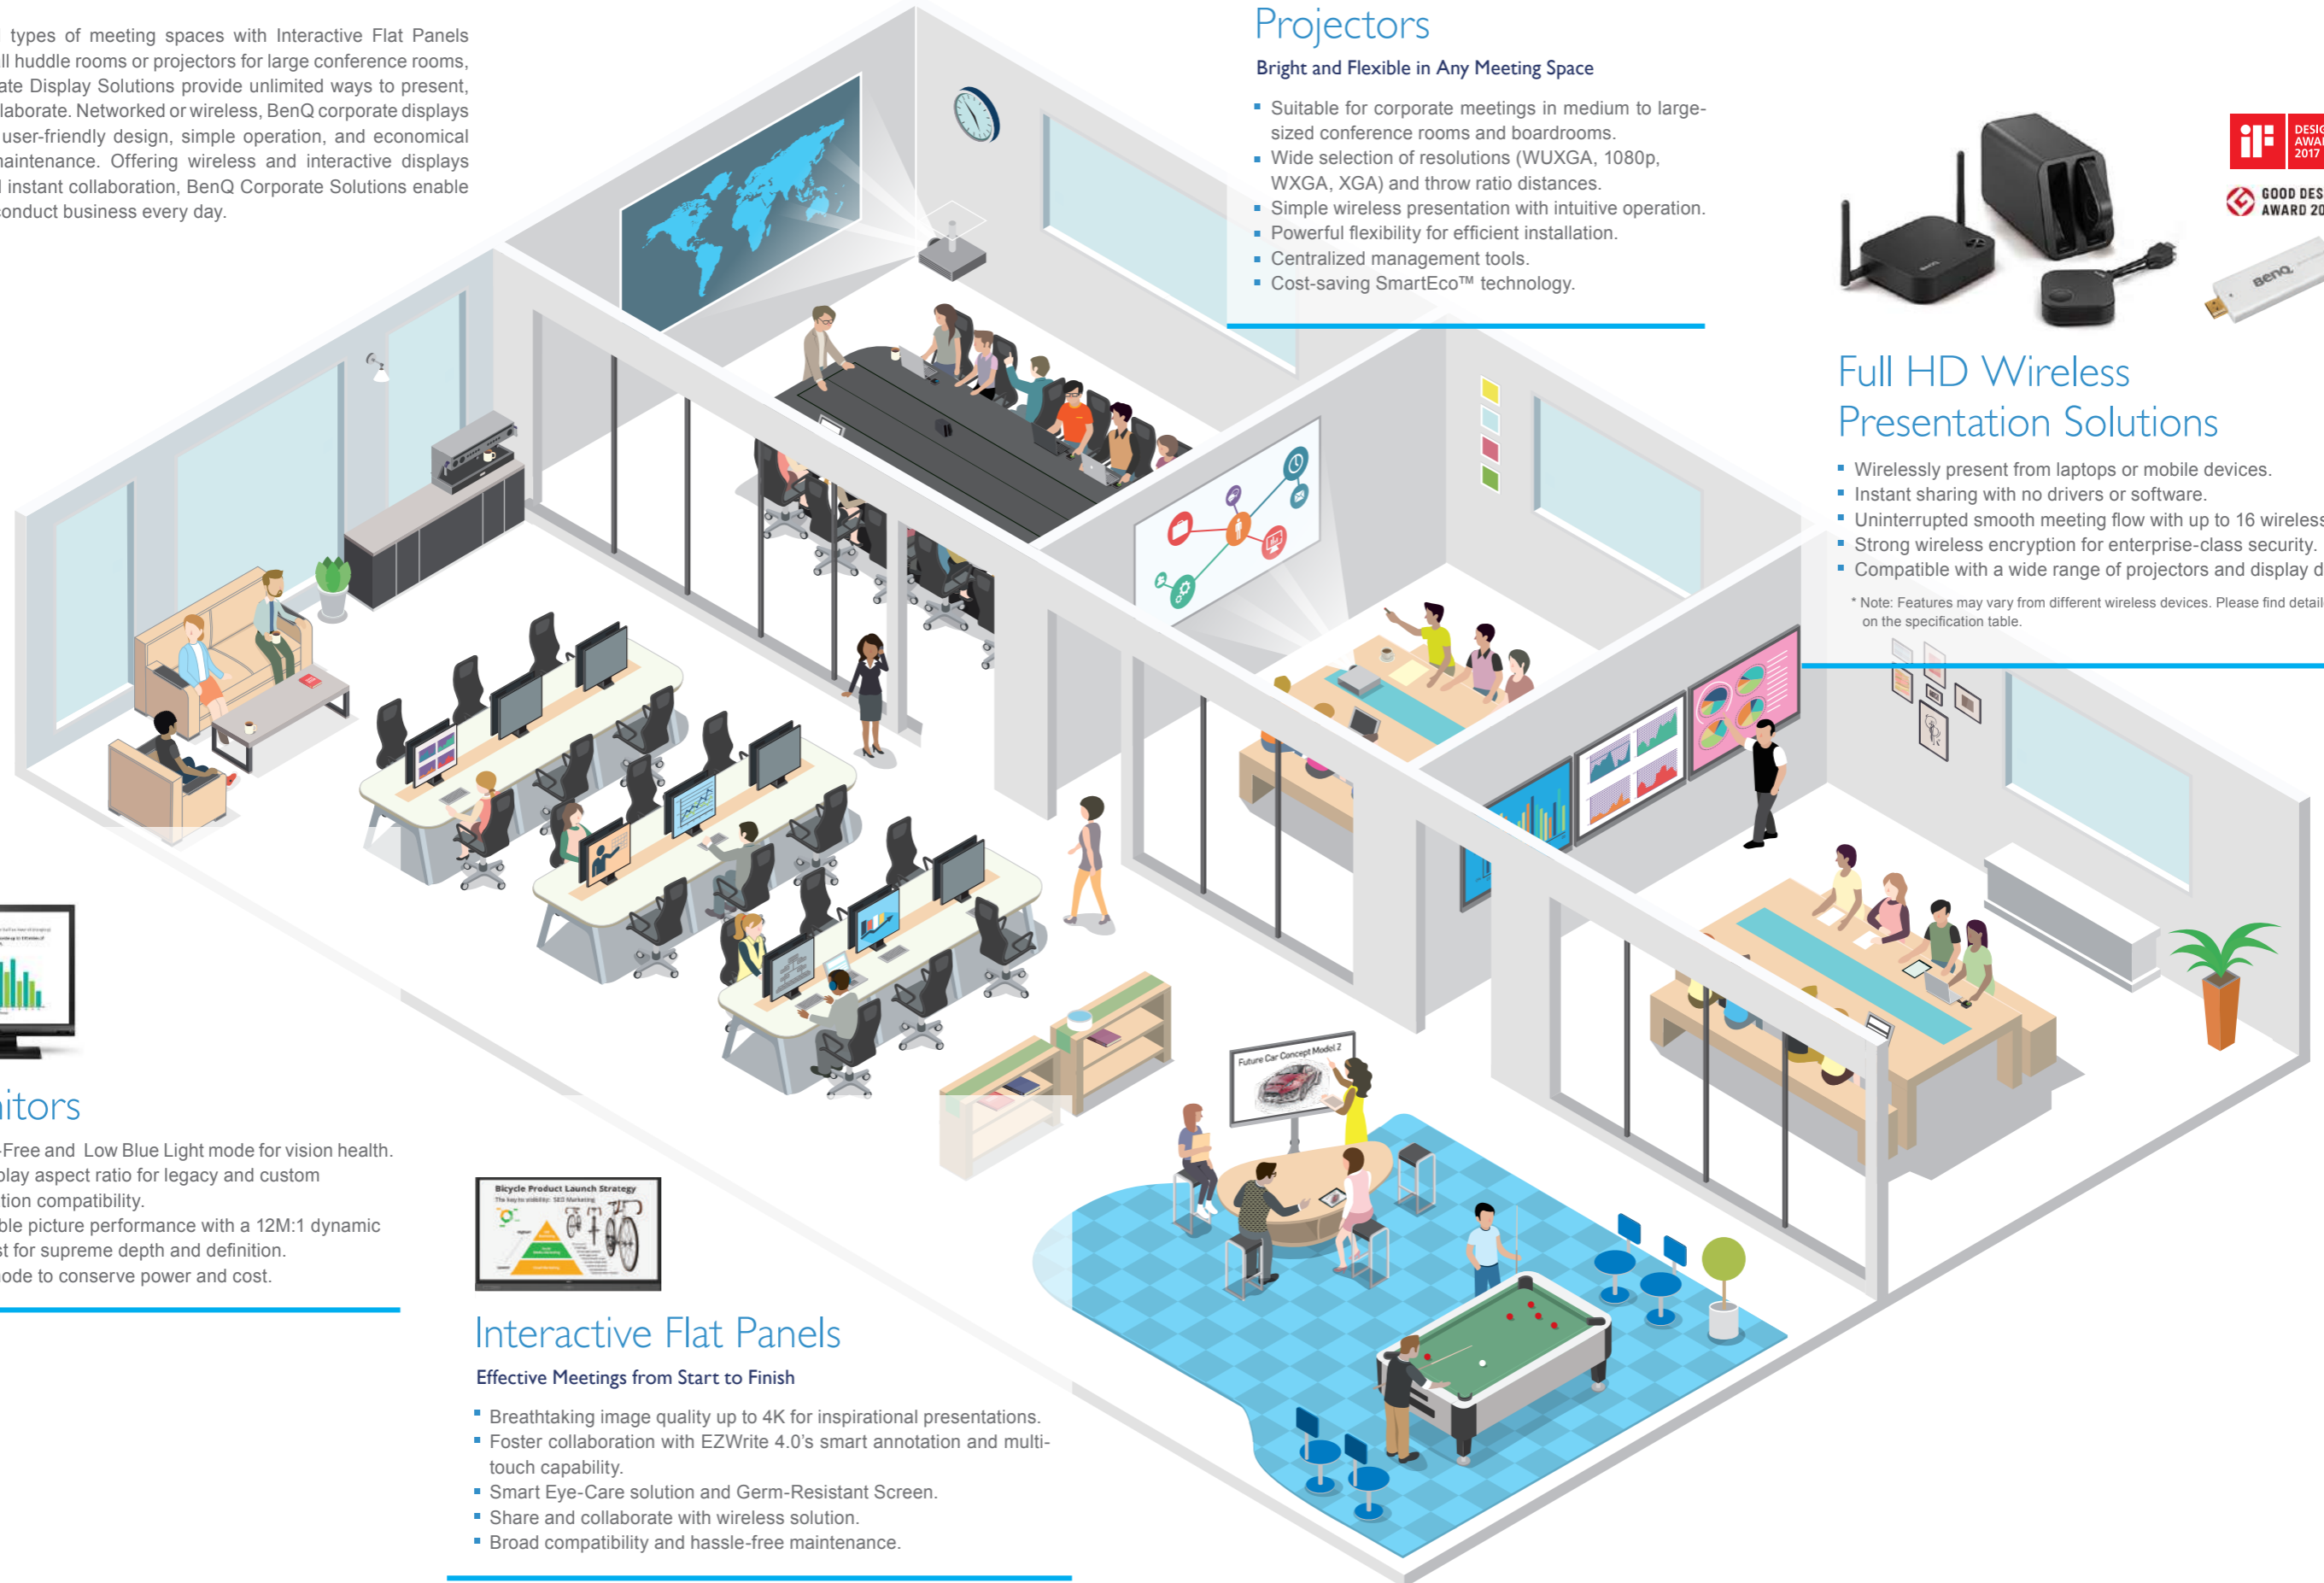 types of meeting spaces with Interactive Flat Panels
huddle rooms or projectors for large conference rooms,
Display Solutions provide unlimited ways to present,
Networked or wireless, BenQ corporate displays
user-friendly design, simple operation, and economical
Offering wireless and interactive displays
instant collaboration, BenQ Corporate Solutions enable
conduct business every day.
Projectors
Bright and Flexible in Any Meeting Space
Suitable for corporate meetings in medium to large-
sized conference rooms and boardrooms.
Wide selection of resolutions (WUXGA, 1080p,
WXGA, XGA) and throw ratio distances.
Simple wireless presentation with intuitive operation.
Powerful flexibility for efficient installation.
Centralized management tools.
Cost-saving SmartEco™ technology.
iF
2017
GOOD
AWARD
BenQ
Full HD Wireless
Presentation Solutions
Wirelessly present from laptops or mobile devices.
Instant sharing with no drivers or software.
Uninterrupted smooth meeting flow with up to 16 wireless
Strong wireless encryption for enterprise-class security.
Compatible with a wide range of projectors and display
* Note: Features may vary from different wireless devices. Please find
on the specification table.
Future Car Concept Model 2
-Free and Low Blue Light mode for vision health.
aspect ratio for legacy and custom
compatibility.
picture performance with a 12M:1 dynamic
for supreme depth and definition.
to conserve power and cost.
Bicycle Product Launch Strategy
The key to visibility: SEO Marketing
Interactive Flat Panels
Effective Meetings from Start to Finish
Breathtaking image quality up to 4K for inspirational presentations.
Foster collaboration with EZWrite 4.0's smart annotation and multi-
touch capability.
Smart Eye-Care solution and Germ-Resistant Screen.
Share and collaborate with wireless solution.
Broad compatibility and hassle-free maintenance.